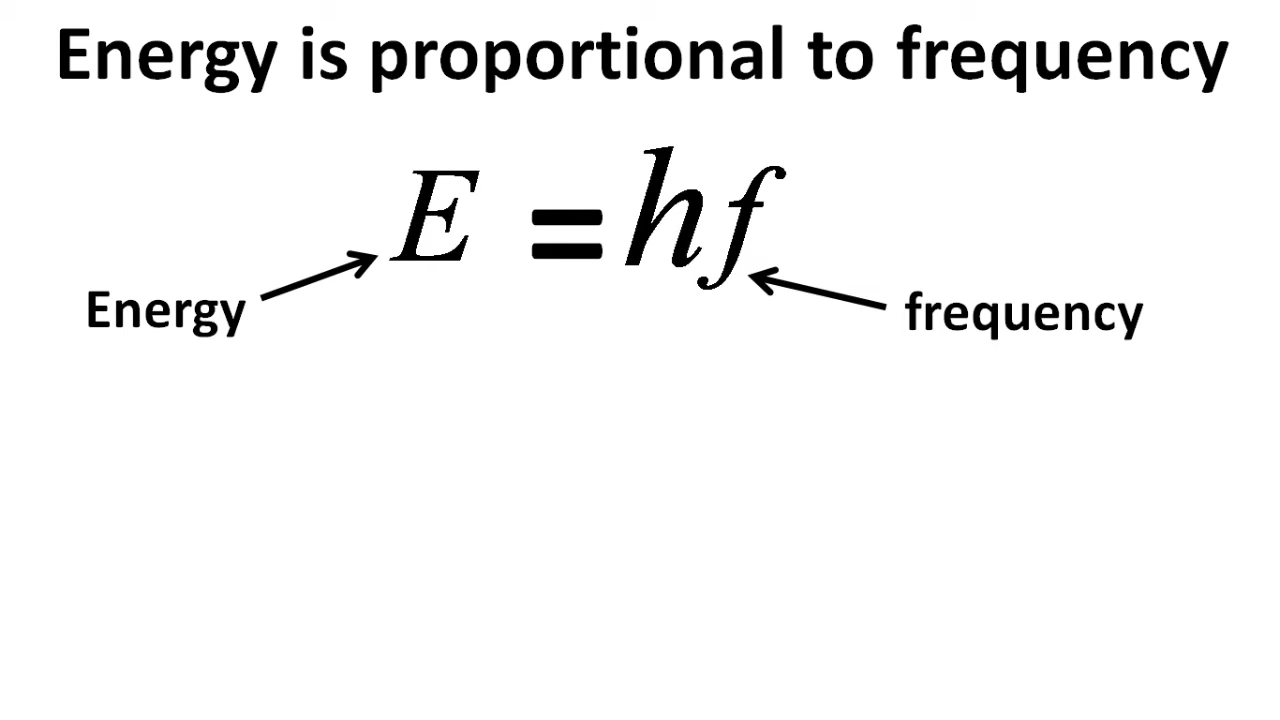 Energy is proportional to frequency
E = hf
Energy
frequency